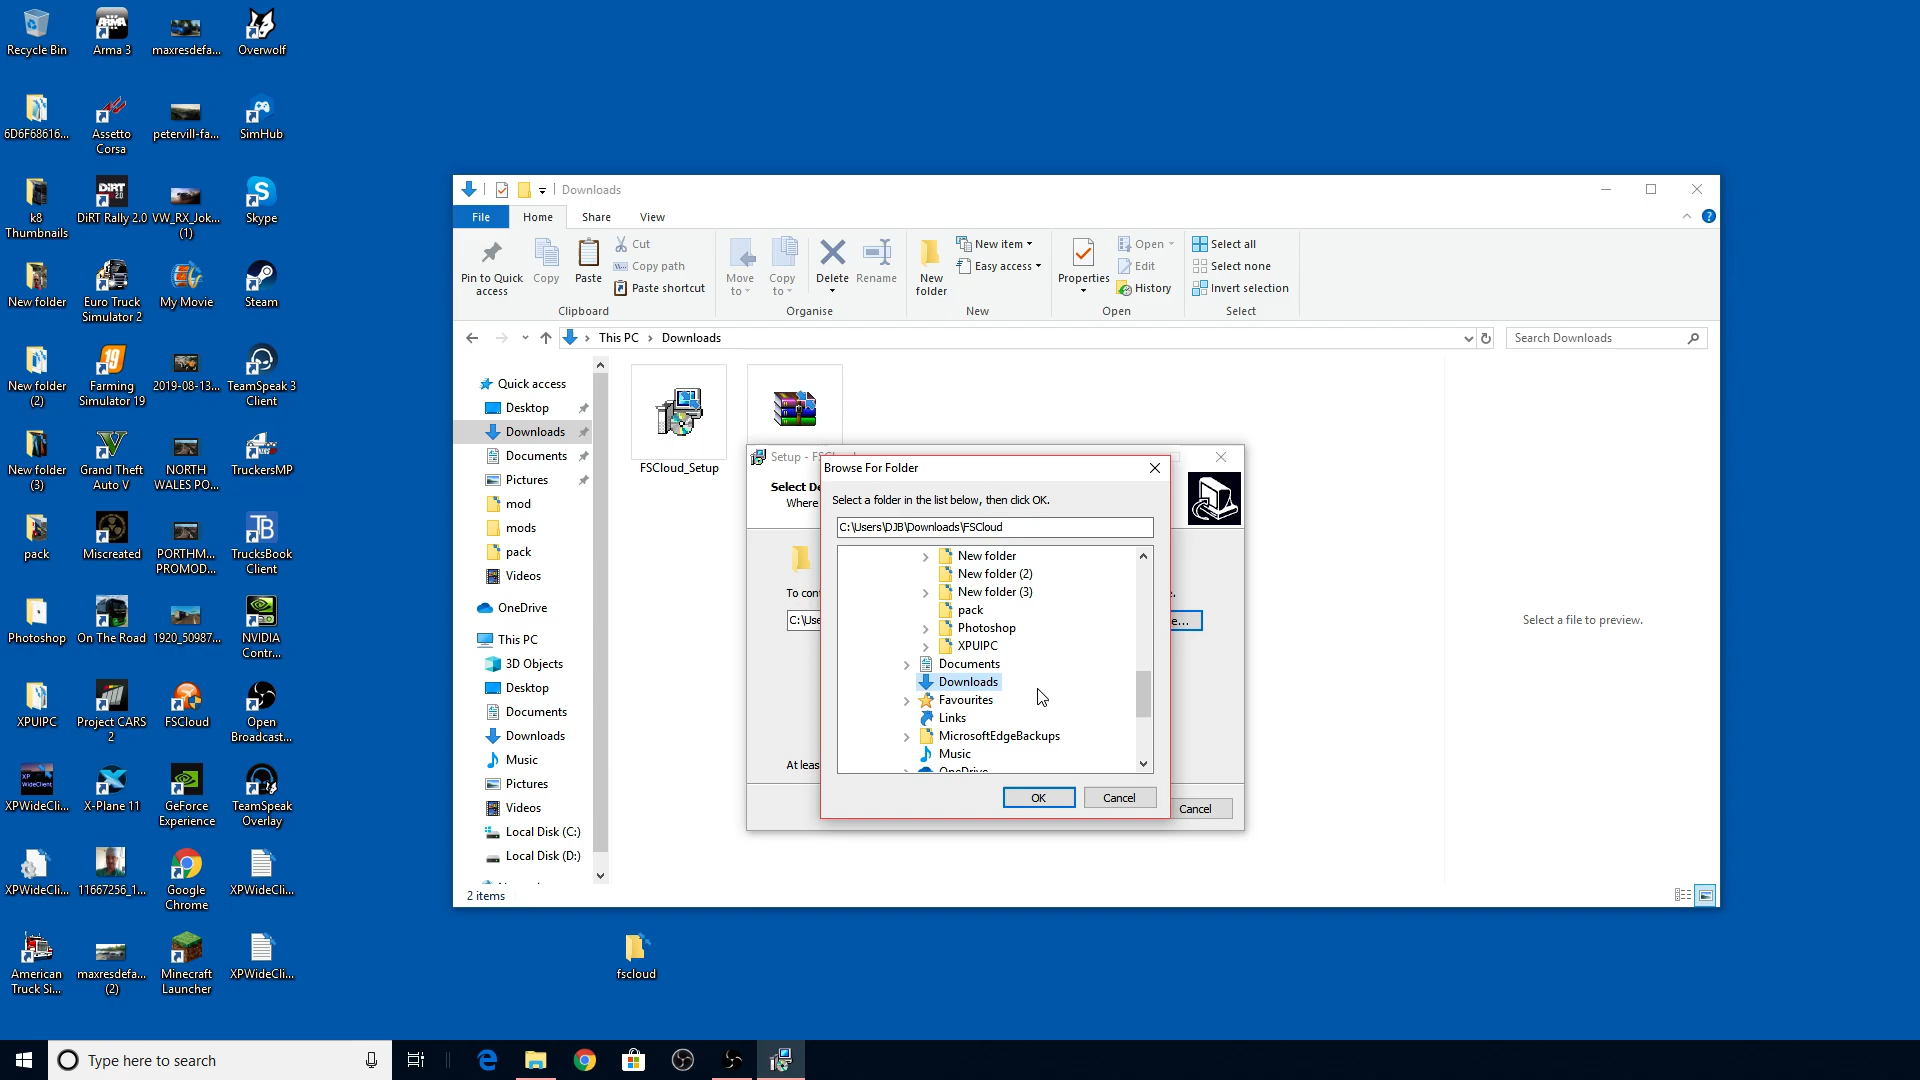 Recycle Bin
Arma 3
maxresdefa...
Overwolf
6D6F68616...
Assetto
Corsa
petervill-fa...
SimHub
k8
Thumbnails
DiRT Rally 2.0
VW_RX_Jok...
(1)
Skype
New folder
Euro Truck
Simulator 2
My Movie
Steam
New folder
(2)
Farming
Simulator 19
2019-08-13...
TeamSpeak 3
Client
New folder
(3)
Grand Theft
Auto V
NORTH
WALES PO...
TruckersMP
pack
Miscreated
PORTHM...
PROMOD...
TrucksBook
Client
Photoshop
On The Road
1920_50987...
NVIDIA
Contr...
XPUIPC
Project CARS
2
FSCloud
Open
Broadcast...
XPWideCli...
X-Plane 11
GeForce
Experience
TeamSpeak
Overlay
XPWideCli...
11667256_1...
Google
Chrome
XPWideCli...
American
Truck Si...
maxresdefa...
(2)
Minecraft
Launcher
XPWideCli...
fscloud
Downloads
File
Home
Share
View
Pin to Quick
access
Copy
Paste
Cut
Copy path
Paste shortcut
Clipboard
Move
to
Copy
to
Delete
Rename
Organise
New
folder
New item
Easy access
New
Properties
Open
Edit
History
Open
Select all
Select none
Invert selection
Select
This PC
Downloads
Search Downloads
Quick access
Desktop
Downloads
Documents
Pictures
mod
mods
pack
Videos
OneDrive
This PC
3D Objects
Desktop
Documents
Downloads
Music
Pictures
Videos
Local Disk (C:)
Local Disk (D:)
FSCloud_Setup
Select a file to preview.
2 items
Setup - FSCloud
Select De
Where
To cont
C:\Use
e...
At leas
Cancel
Browse For Folder
Select a folder in the list below, then click OK.
C:\Users\DJB\Downloads\FSCloud
New folder
New folder (2)
New folder (3)
pack
Photoshop
XPUIPC
Documents
Downloads
Favourites
Links
MicrosoftEdgeBackups
Music
OneDrive
OK
Cancel
Type here to search